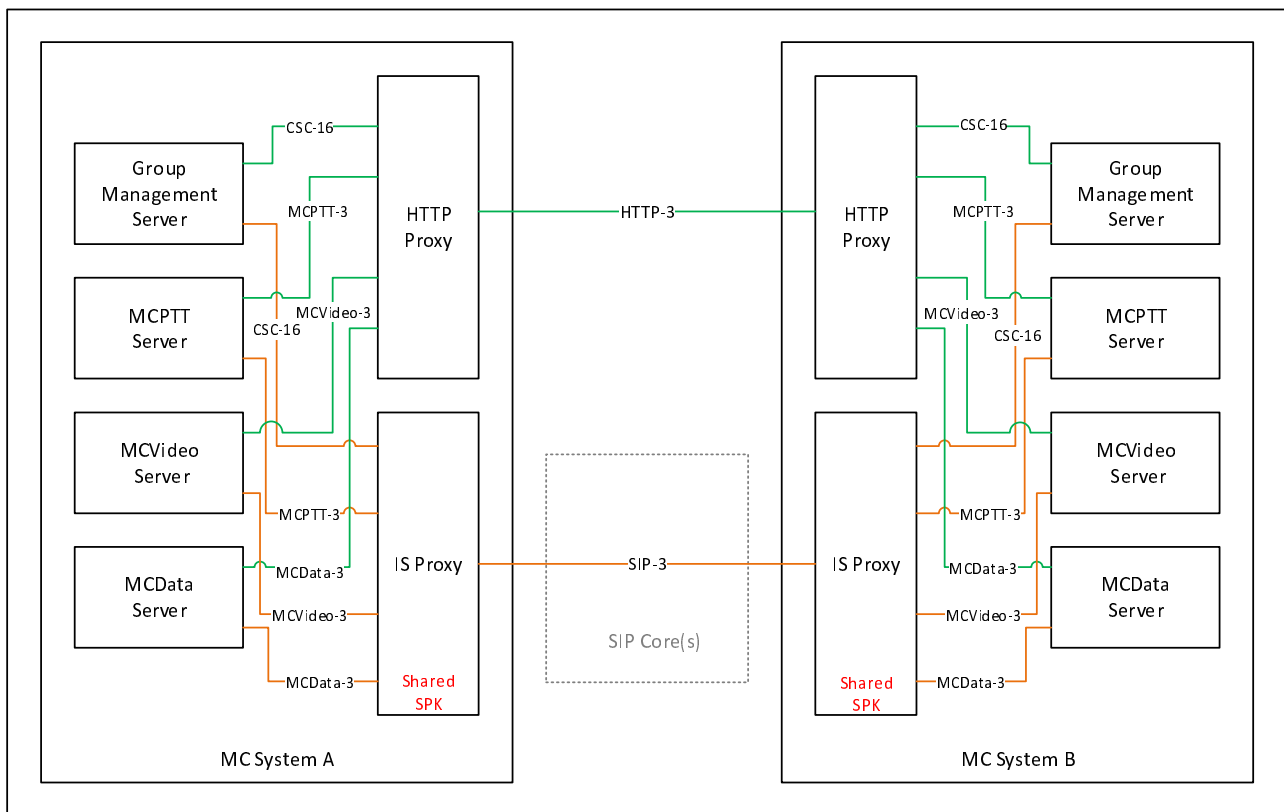 CSC-16
Group
Management
Server
MCPTT-3
HTTP
Proxy
MCPTT
Server
MCVideo-3
CSC-16
MCVideo
Server
MCPTT-3
IS Proxy
MCData-3
MCData
Server
MCVideo-3
MCData-3
Shared
SPK
MC System A
HTTP-3
SIP-3
SIP Core(s)
CSC-16
Group
Management
Server
MCPTT-3
HTTP
Proxy
MCPTT
Server
MCVideo-3
CSC-16
MCVideo
Server
MCPTT-3
IS Proxy
MCData-3
MCData
Server
MCVideo-3
MCData-3
Shared
SPK
MC System B